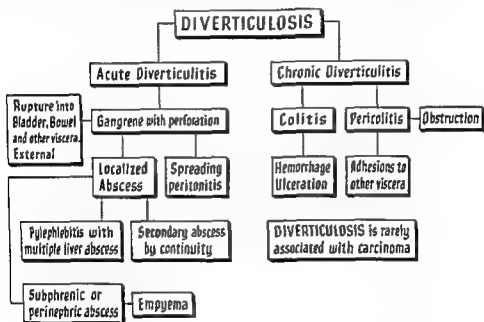 DIVERTICULOSIS
Acute Diverticulitis
Chronic Diverticulitis
Rupture into
Bladder, Bowel
and other viscera.
External
Gangrene with perforation
Colitis
Pericolitis
Obstruction
Localized
Abscess
Spreading
peritonitis
Hemorrhage
Ulceration
Adhesions to
other viscera
Pylephlebitis with
multiple liver abscess
Secondary abscess
by continuity
DIVERTICULOSIS is rarely
associated with carcinoma
Subphrenic or
perinephric abscess
Empyema